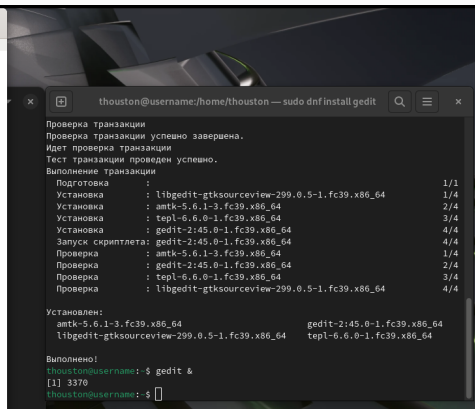 thouston@username:/home/thouston — sudo dnf install gedit
Проверка транзакции
Проверка транзакции успешно завершена.
Идет проверка транзакции
Тест транзакции проведен успешно.
Выполнение транзакции
Подготовка : 1/1
Установка : libgedit-gtksourceview-299.0.5-1.fc39.x86_64 1/4
Установка : amtk-5.6.1-3.fc39.x86_64 2/4
Установка : tepl-6.6.0-1.fc39.x86_64 3/4
Установка : gedit-2:45.0-1.fc39.x86_64 4/4
Запуск скриптлета: gedit-2:45.0-1.fc39.x86_64 4/4
Проверка : amtk-5.6.1-3.fc39.x86_64 1/4
Проверка : gedit-2:45.0-1.fc39.x86_64 2/4
Проверка : tepl-6.6.0-1.fc39.x86_64 3/4
Проверка : libgedit-gtksourceview-299.0.5-1.fc39.x86_64 4/4
Установлен:
amtk-5.6.1-3.fc39.x86_64 gedit-2:45.0-1.fc39.x86_64
libgedit-gtksourceview-299.0.5-1.fc39.x86_64 tepl-6.6.0-1.fc39.x86_64
Выполнено!
thouston@username:~$ gedit &
[1] 3370
thouston@username:~$